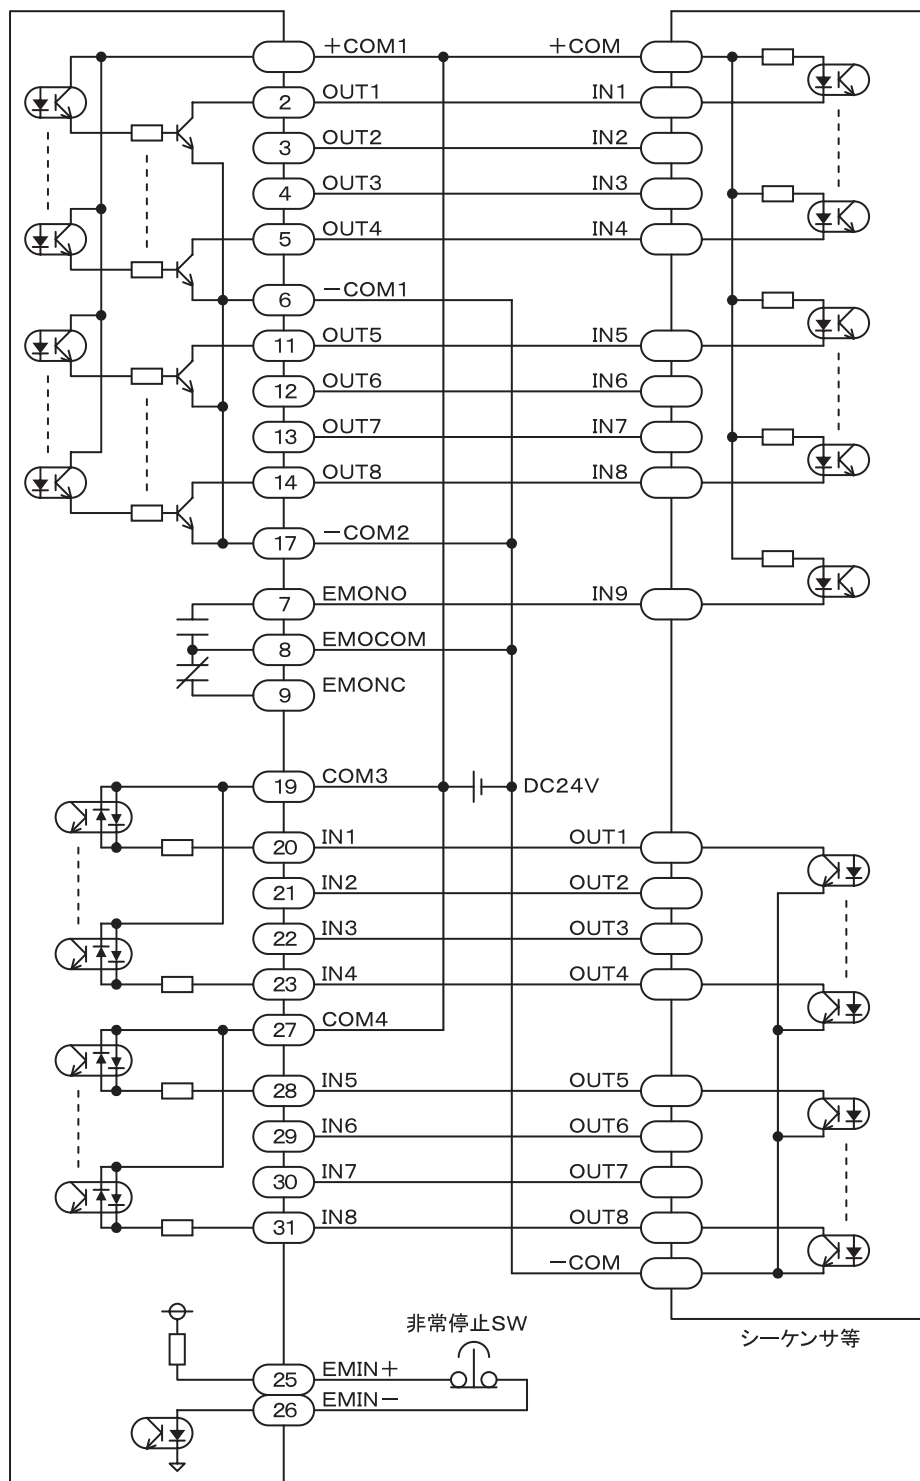 ＋COM1 ＋COM
2 OUT1 IN1
3 OUT2 IN2
4 OUT3 IN3
5 OUT4 IN4
6 －COM1
11 OUT5 IN5
12 OUT6 IN6
13 OUT7 IN7
14 OUT8 IN8
17 －COM2
7 EMONO IN9
8 EMOCOM
9 EMONC
19 COM3 DC24V
20 IN1 OUT1
21 IN2 OUT2
22 IN3 OUT3
23 IN4 OUT4
27 COM4
28 IN5 OUT5
29 IN6 OUT6
30 IN7 OUT7
31 IN8 OUT8
－COM
非常停止SW
シーケンサ等
25 EMIN＋
26 EMIN－